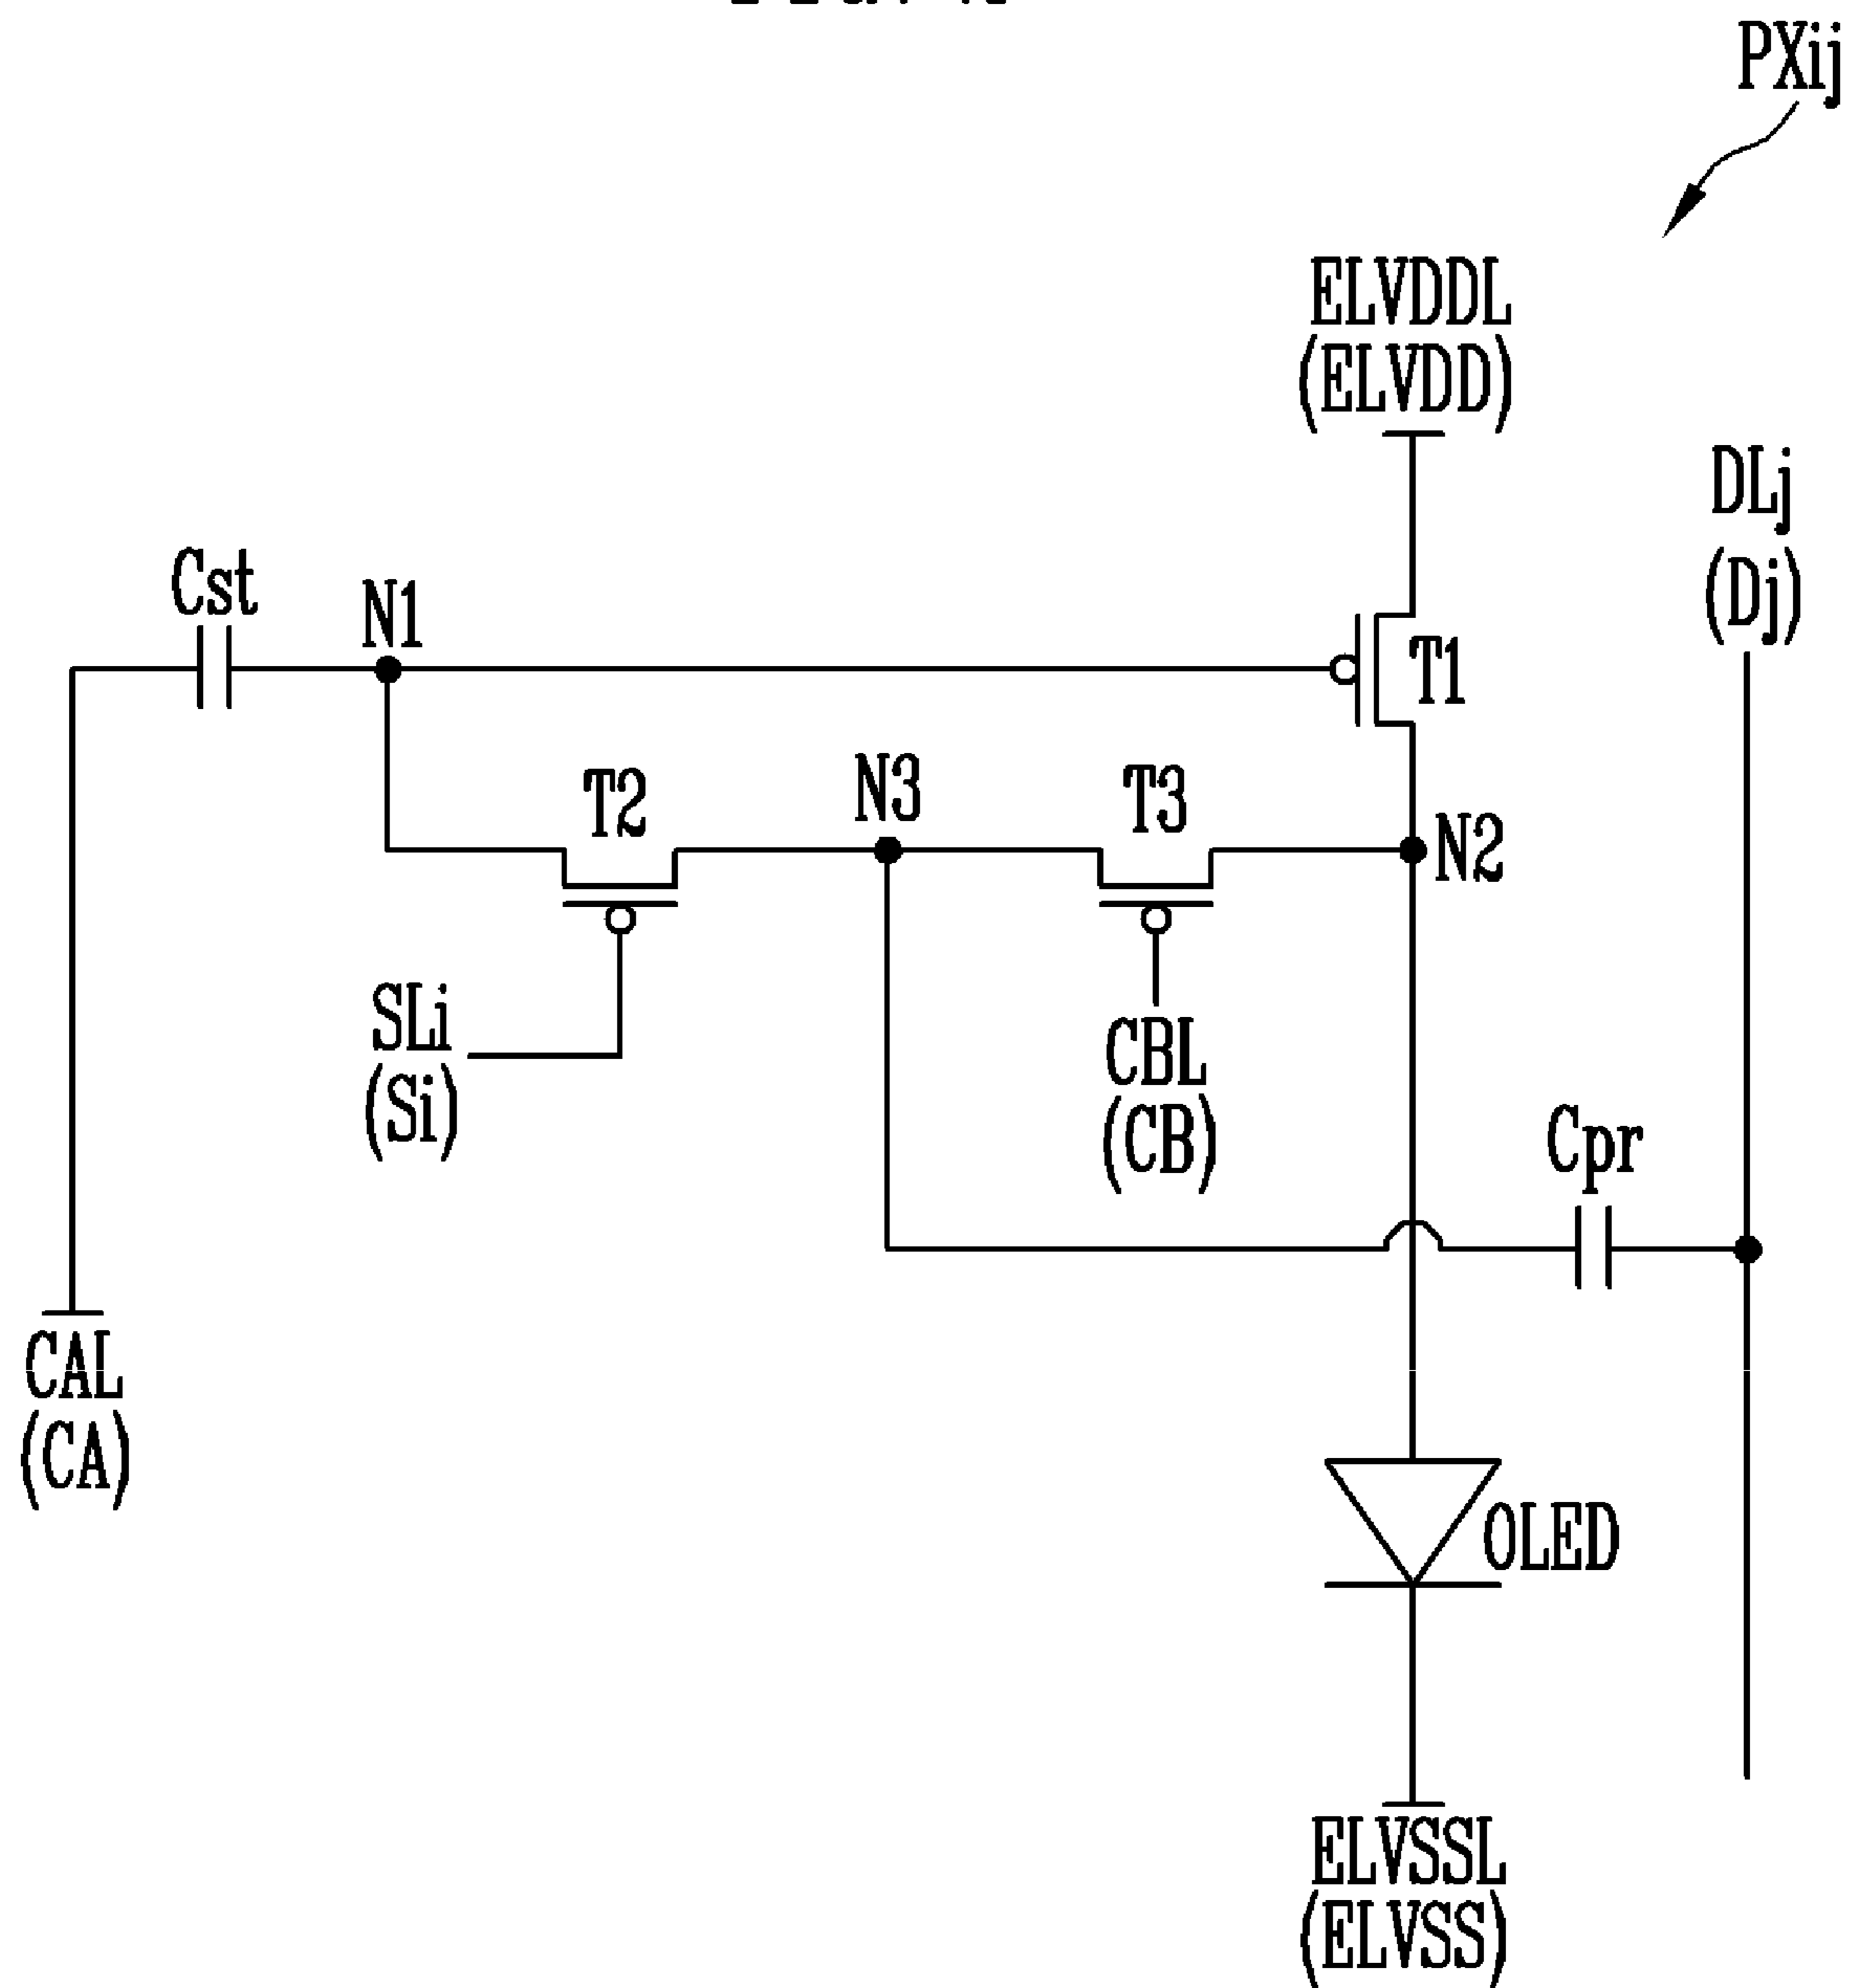 PXij
ELVDDL
(ELVDD)
DLj
(Dj)
Cst
N1
T1
T2
N3
T3
N2
SLi
(Si)
CBL
(CB)
Cpr
CAL
(CA)
OLED
ELVSSL
(ELVSS)